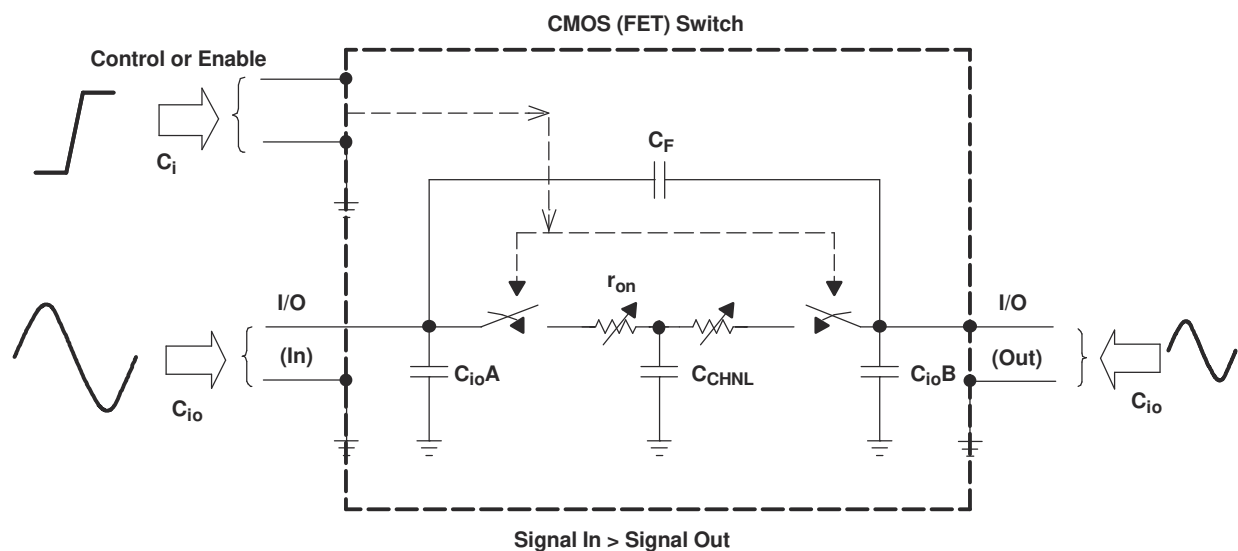 CMOS (FET) Switch
Control or Enable
Ci
CF
I/O
(In)
Cio
ron
CioA
CCHNL
CioB
I/O
(Out)
Cio
Signal In > Signal Out